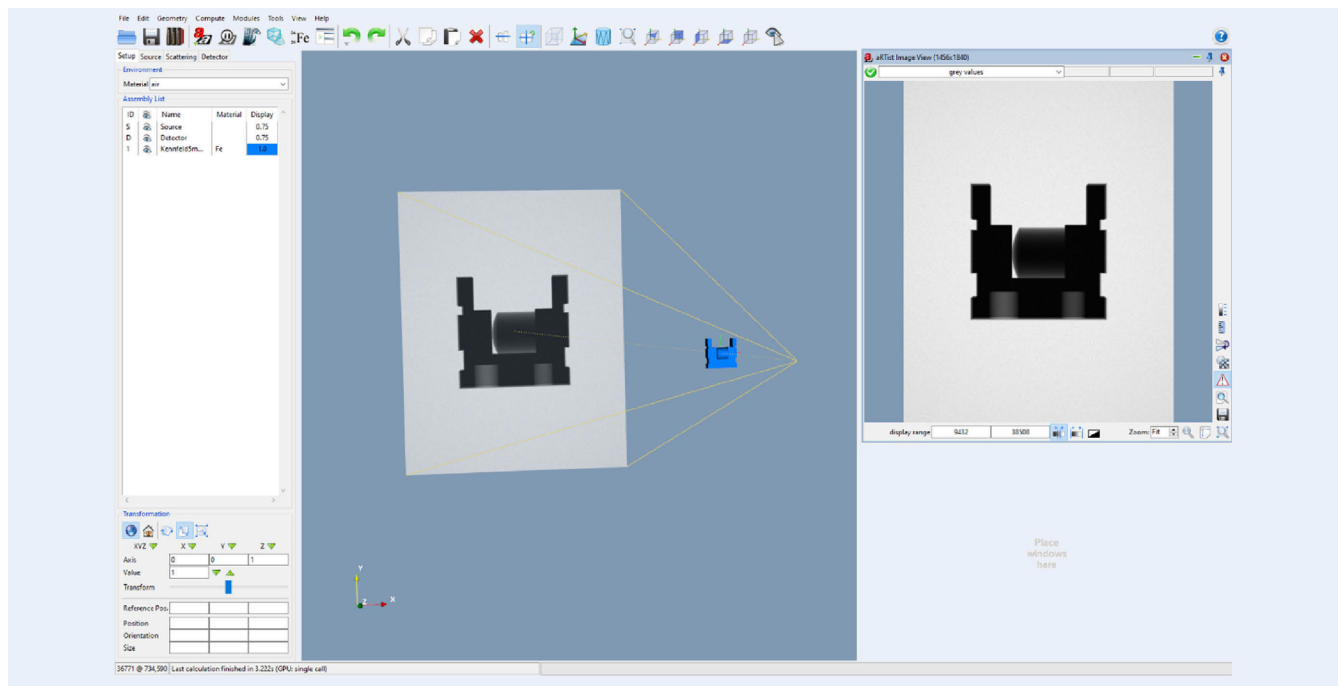 File Edit Geometry Compute Modules Tools View Help
Fe
Setup Source Scattering Detector
Environment
Material air
Assembly List
ID Name Material Display
S Source 0.75
D Detector 0.75
1 Kennfeld5m... Fe 1.0
Transformation
XYZ X Y Z
Axis 0 0 1
Value 1
Transform
Reference Pos.
Position
Orientation
Size
36771 @ 734,590 Last calculation finished in 3.222s (GPU: single call)
Y
Z X
aRTist Image View (1456x1840)
grey values
display range 9432 38508 Zoom: Fit
Place
windows
here